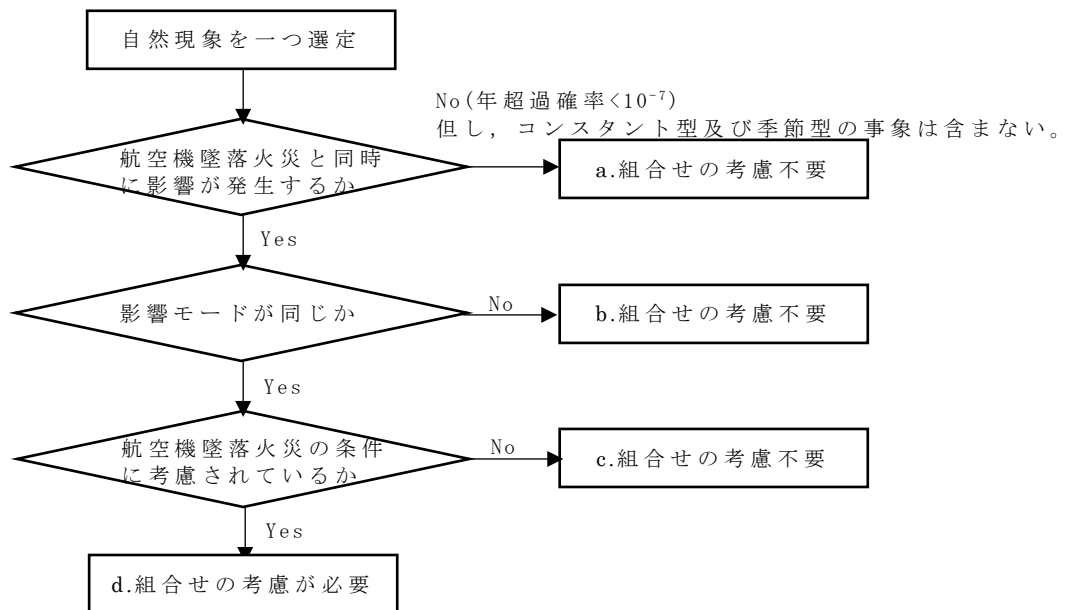 自然現象を一つ選定
No(年超過確率<10⁻⁷)
但し，コンスタント型及び季節型の事象は含まない。
航空機墜落火災と同時
に影響が発生するか
a.組合せの考慮不要
Yes
影響モードが同じか
No
b.組合せの考慮不要
Yes
航空機墜落火災の条件
に考慮されているか
No
c.組合せの考慮不要
Yes
d.組合せの考慮が必要